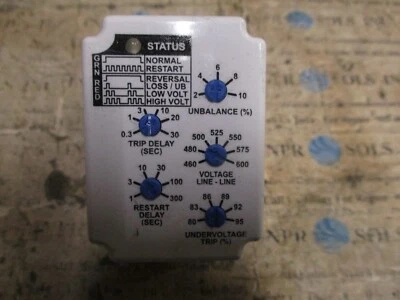 STATUS
GRN
RED
NORMAL
RESTART
REVERSAL
LOSS / UB
LOW VOLT
HIGH VOLT
2 4 6 8 10
UNBALANCE (%)
0.3 1 3 10 20 30
TRIP DELAY
(SEC)
460 480 500 525 550 575 600
VOLTAGE
LINE - LINE
1 3 10 30 100 300
RESTART
DELAY
(SEC)
80 83 86 89 92 95
UNDERVOLTAGE
TRIP (%)